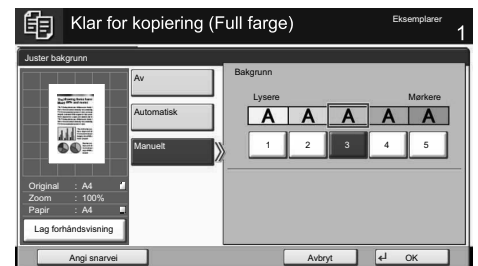 Klar for kopiering (Full farge)
Eksemplarer
1
Juster bakgrunn
Original : A4
Zoom : 100%
Papir : A4
Lag forhåndsvisning
Av
Automatisk
Manuelt
Bakgrunn
Lysere Mørkere
A A A A A
1 2 3 4 5
Angi snarvei
Avbryt
OK